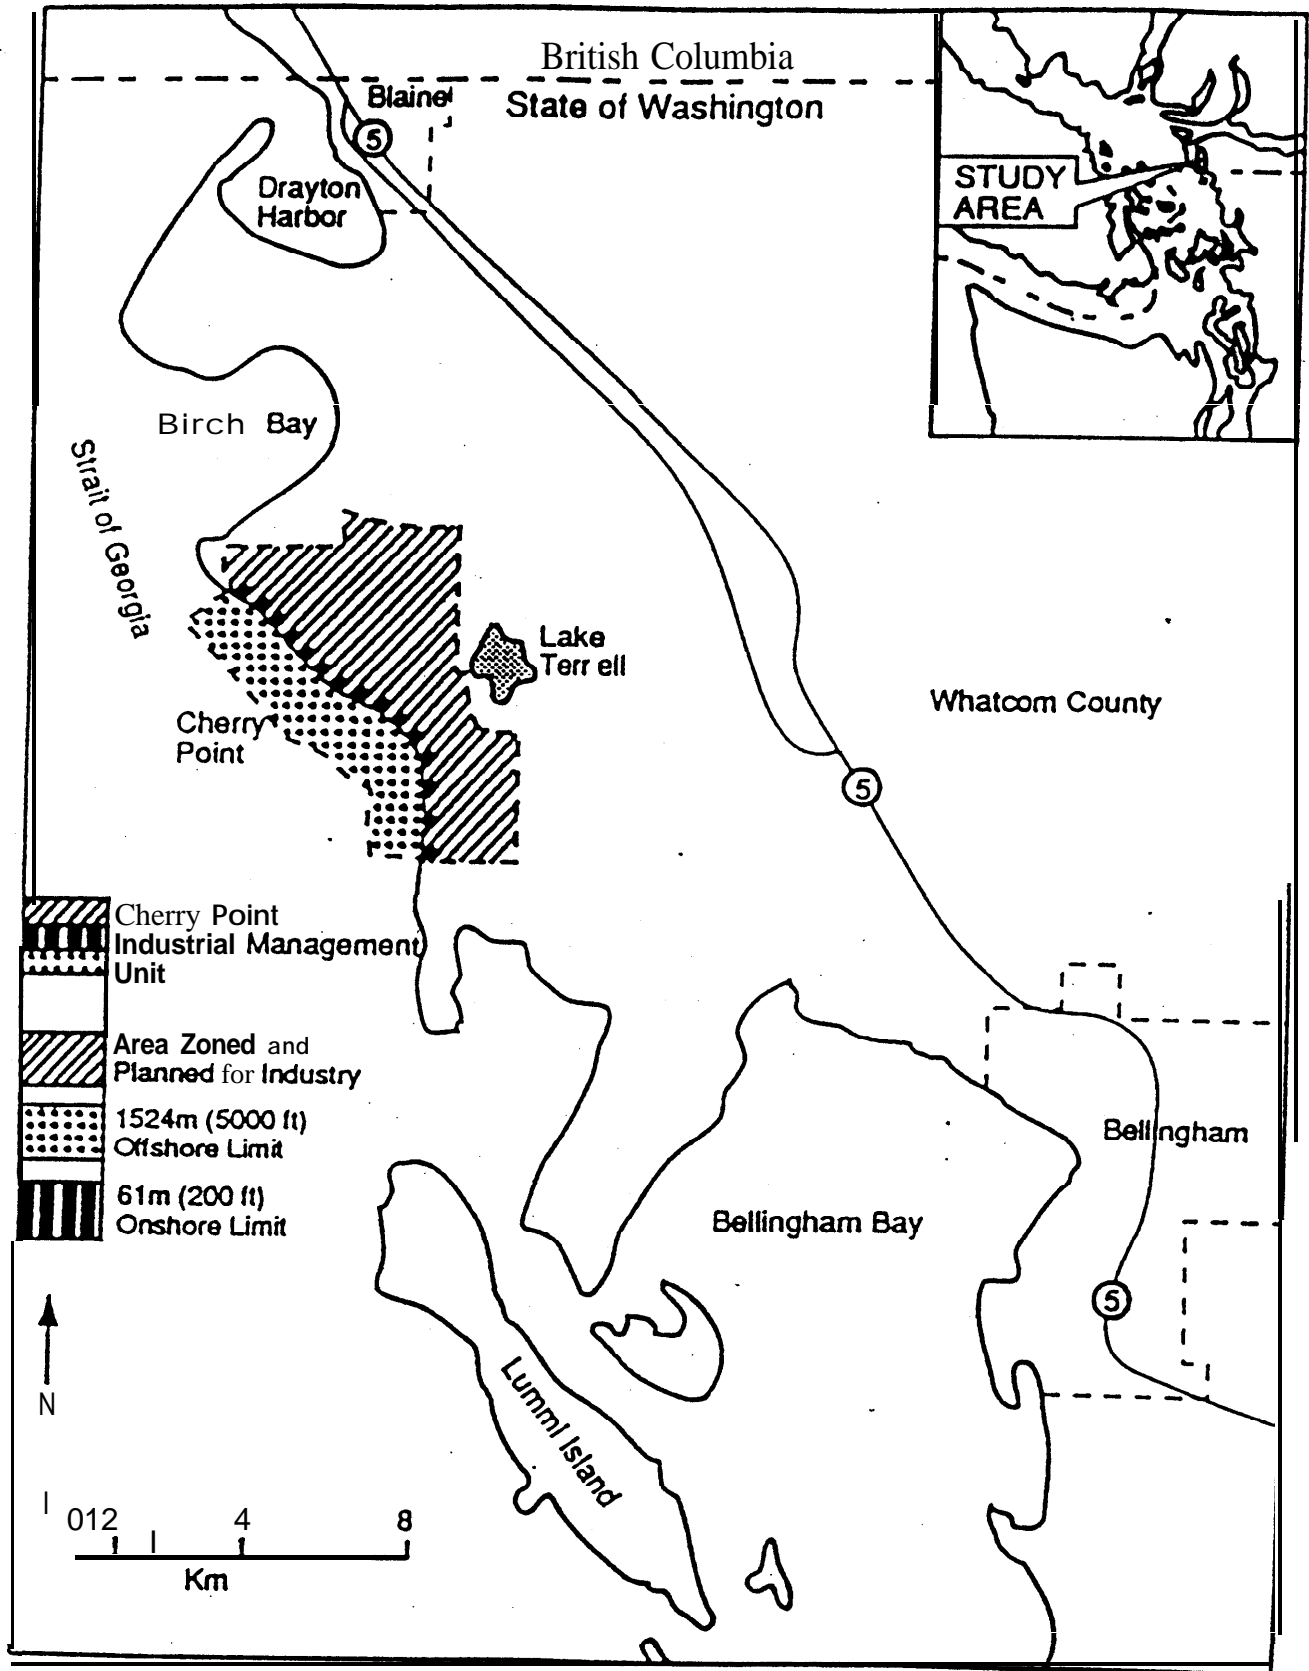 British Columbia
Blaine
State of Washington
5
Drayton
Harbor
STUDY
AREA
Birch Bay
Strait of Georgia
Lake
Terr ell
Whatcom County
Cherry
Point
5
Cherry Point
Industrial Management
Unit
Area Zoned and
Planned for Industry
1524m (5000 ft)
Offshore Limit
Bellingham
61m (200 ft)
Onshore Limit
Bellingham Bay
5
N
Lummi Island
012 4 8
Km